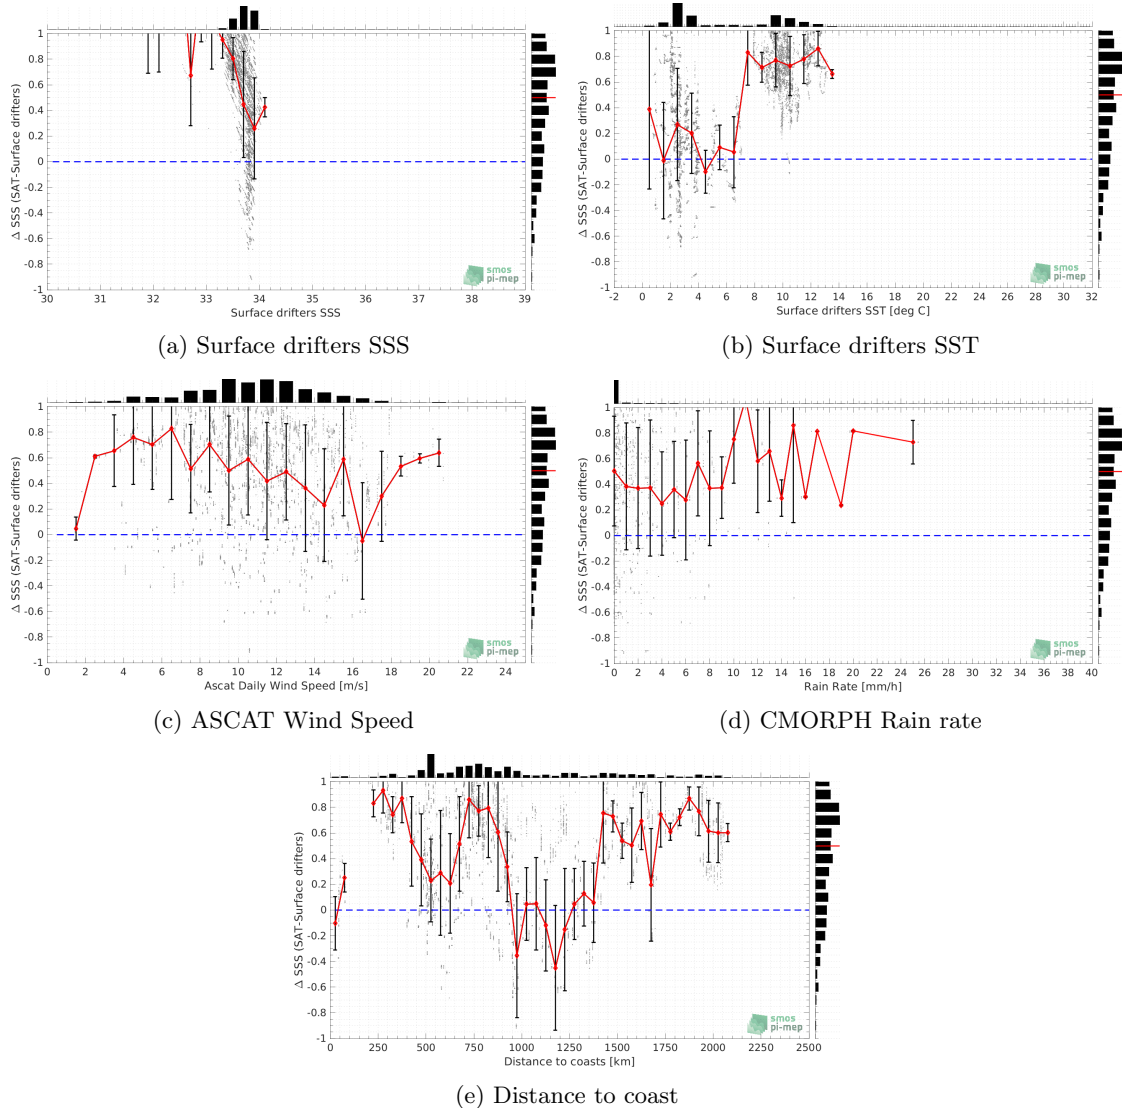 1
0.8
0.6
0.4
0.2
0
-0.2
-0.4
-0.6
-0.8
-1
Δ SSS (SAT-Surface drifters)
30 31 32 33 34 35 36 37 38 39
Surface drifters SSS
smos
pi-mep
(a) Surface drifters SSS
1
0.8
0.6
0.4
0.2
0
-0.2
-0.4
-0.6
-0.8
-1
Δ SSS (SAT-Surface drifters)
-2 0 2 4 6 8 10 12 14 16 18 20 22 24 26 28 30 32
Surface drifters SST [deg C]
smos
pi-mep
(b) Surface drifters SST
1
0.8
0.6
0.4
0.2
0
-0.2
-0.4
-0.6
-0.8
-1
Δ SSS (SAT-Surface drifters)
0 2 4 6 8 10 12 14 16 18 20 22 24
Ascat Daily Wind Speed [m/s]
smos
pi-mep
(c) ASCAT Wind Speed
1
0.8
0.6
0.4
0.2
0
-0.2
-0.4
-0.6
-0.8
-1
Δ SSS (SAT-Surface drifters)
0 2 4 6 8 10 12 14 16 18 20 22 24 26 28 30 32 34 36 38 40
Rain Rate [mm/h]
smos
pi-mep
(d) CMORPH Rain rate
1
0.8
0.6
0.4
0.2
0
-0.2
-0.4
-0.6
-0.8
-1
Δ SSS (SAT-Surface drifters)
0 250 500 750 1000 1250 1500 1750 2000 2250 2500
Distance to coasts [km]
smos
pi-mep
(e) Distance to coast